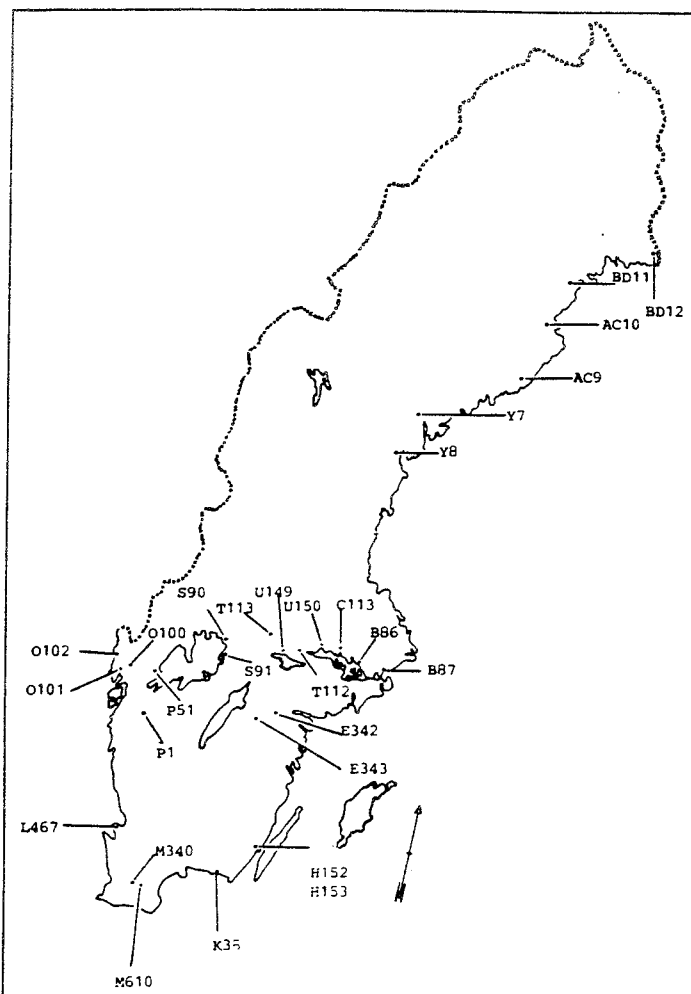 BD11
BD12
AC10
AC9
Y7
Y8
S90
T113
U149
U150
C113
B86
O102
O100
O101
P51
S91
T112
B87
P1
E342
E343
L467
M340
H152
H153
K35
M610